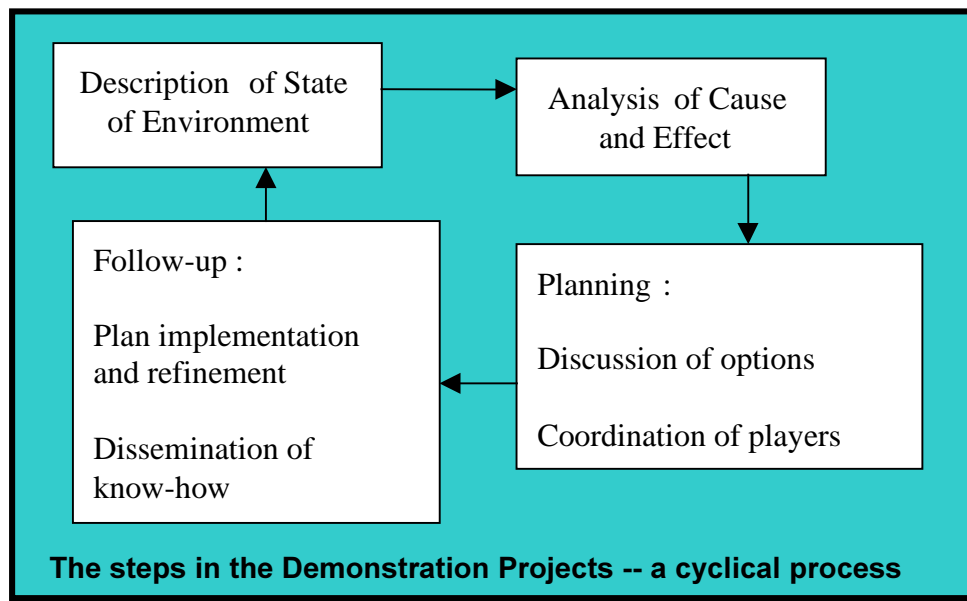 Description of State
of Environment
Analysis of Cause
and Effect
Planning :
Discussion of options
Coordination of players
Follow-up :
Plan implementation
and refinement
Dissemination of
know-how
The steps in the Demonstration Projects -- a cyclical process